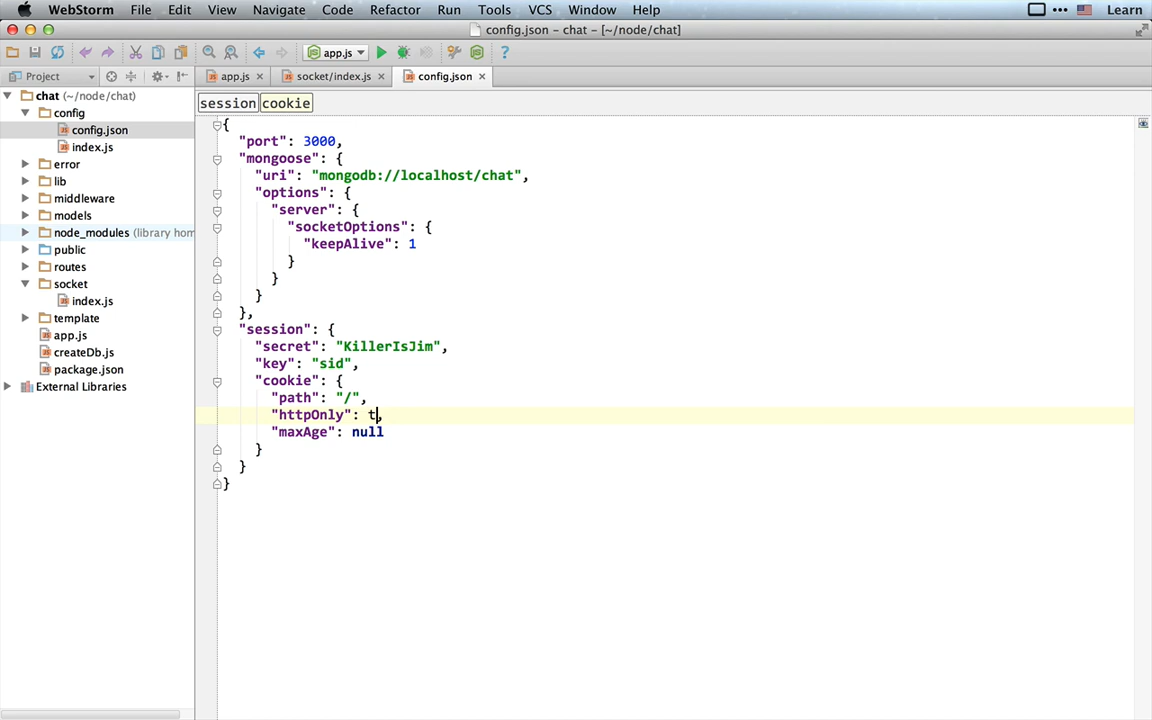 WebStorm File Edit View Navigate Code Refactor Run Tools VCS Window Help Learn
config.json – chat – [~/node/chat]
app.js
Project app.js socket/index.js config.json
chat (~/node/chat)
config
config.json
index.js
error
lib
middleware
models
node_modules (library hom
public
routes
socket
index.js
template
app.js
createDb.js
package.json
External Libraries
session cookie
{
"port": 3000,
"mongoose": {
"uri": "mongodb://localhost/chat",
"options": {
"server": {
"socketOptions": {
"keepAlive": 1
}
}
}
},
"session": {
"secret": "KillerIsJim",
"key": "sid",
"cookie": {
"path": "/",
"httpOnly": t,
"maxAge": null
}
}
}